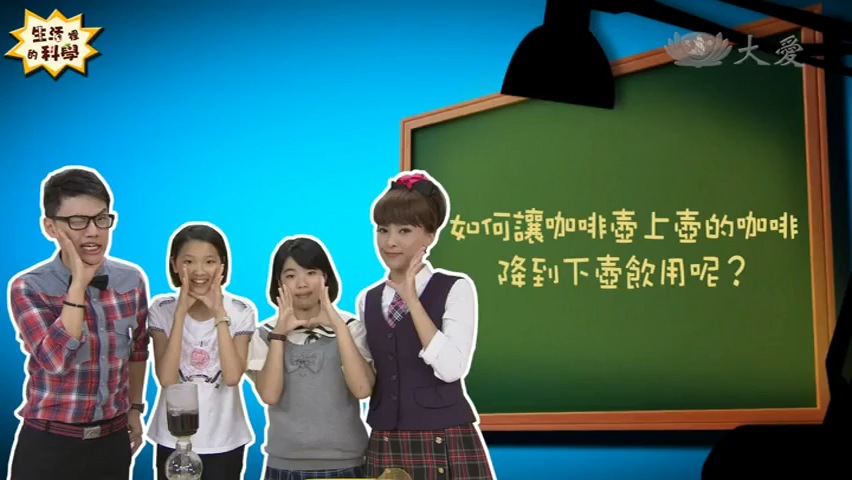 生活裡
的科學
大愛
如何讓咖啡壺上壺的咖啡
降到下壺飲用呢？